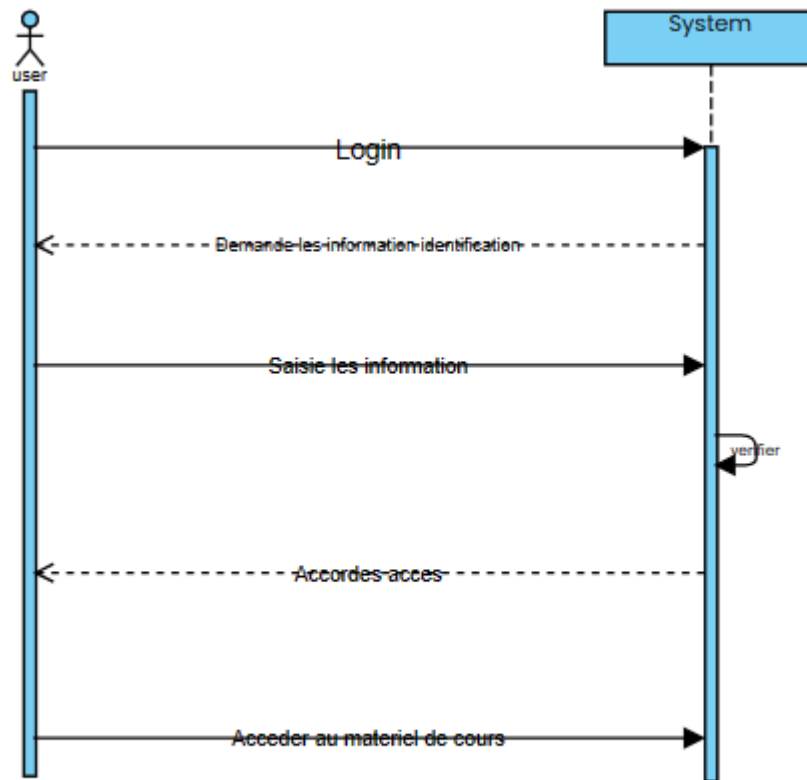 System
user
Login
Demande les information identification
Saisie les information
verifier
Accordes acces
Acceder au materiel de cours